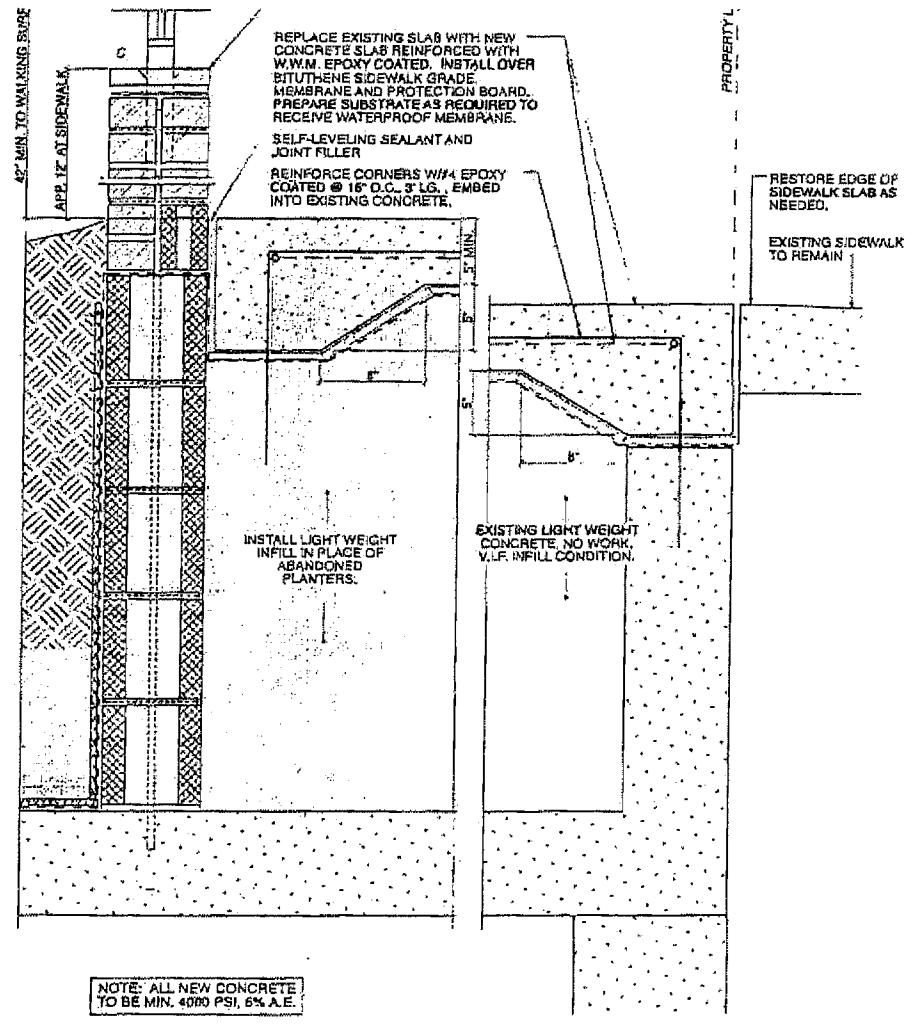 42" MIN. TO WALKING SURF
APP. 12" AT SIDEWALK
C
REPLACE EXISTING SLAB WITH NEW
CONCRETE SLAB REINFORCED WITH
W.W.M. EPOXY COATED. INSTALL OVER
BITUTHENE SIDEWALK GRADE.
MEMBRANE AND PROTECTION BOARD.
PREPARE SUBSTRATE AS REQUIRED TO
RECEIVE WATERPROOF MEMBRANE.
SELF-LEVELING SEALANT AND
JOINT FILLER
REINFORCE CORNERS W/#4 EPOXY
COATED @ 16" O.C., 3' LG., EMBED
INTO EXISTING CONCRETE.
PROPERTY L
RESTORE EDGE OF
SIDEWALK SLAB AS
NEEDED.
EXISTING SIDEWALK
TO REMAIN
5" MIN.
5"
8"
5"
8"
INSTALL LIGHT WEIGHT
INFILL IN PLACE OF
ABANDONED
PLANTERS.
EXISTING LIGHT WEIGHT
CONCRETE, NO WORK.
V.I.F. INFILL CONDITION.
NOTE: ALL NEW CONCRETE
TO BE MIN. 4000 PSI, 6% A.E.